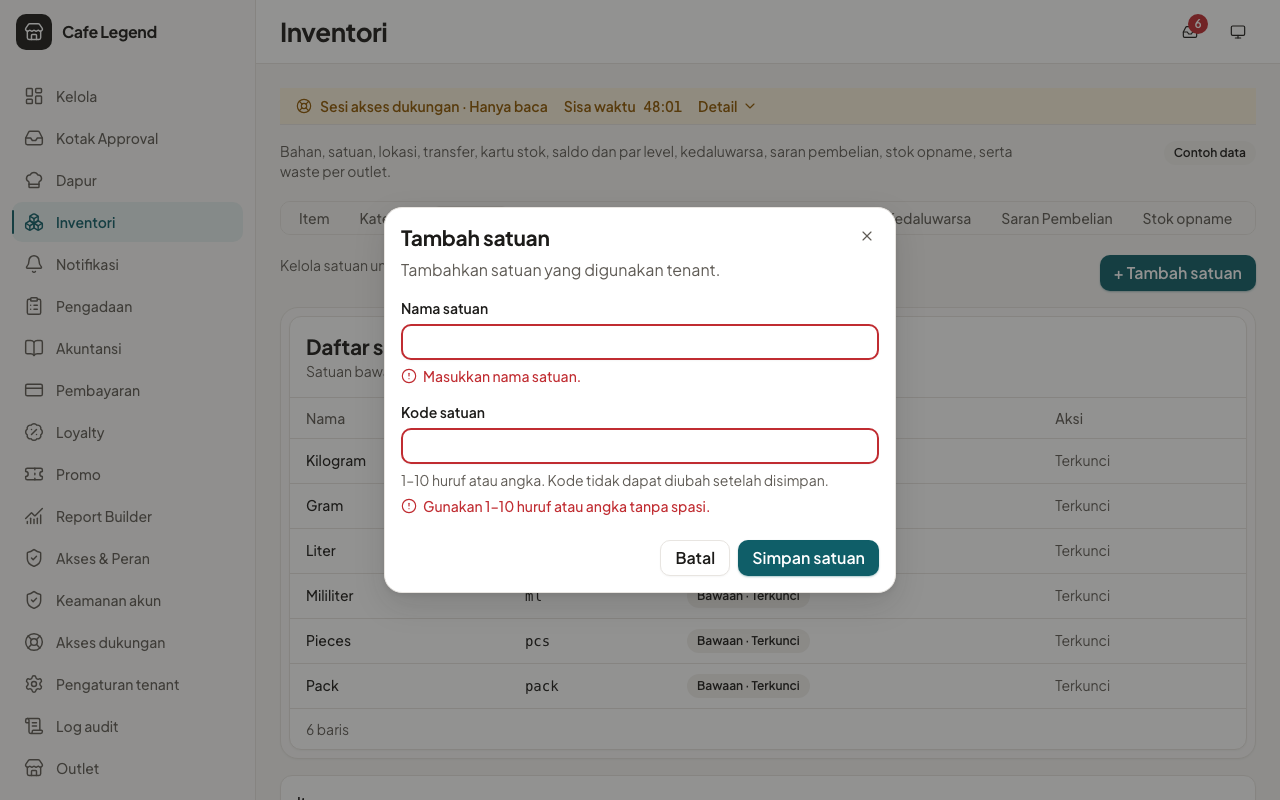 Cafe Legend
Inventori
6
Kelola
Kotak Approval
Dapur
Inventori
Notifikasi
Pengadaan
Akuntansi
Pembayaran
Loyalty
Promo
Report Builder
Akses & Peran
Keamanan akun
Akses dukungan
Pengaturan tenant
Log audit
Outlet
Sesi akses dukungan · Hanya baca Sisa waktu 48:01 Detail
Bahan, satuan, lokasi, transfer, kartu stok, saldo dan par level, kedaluwarsa, saran pembelian, stok opname, serta
waste per outlet.
Contoh data
Item Saran Pembelian Stok opname
Kelola satuan
+ Tambah satuan
Tambah satuan
Tambahkan satuan yang digunakan tenant.
Nama satuan
Masukkan nama satuan.
Kode satuan
1–10 huruf atau angka. Kode tidak dapat diubah setelah disimpan.
Gunakan 1–10 huruf atau angka tanpa spasi.
Batal Simpan satuan
Daftar
Satuan
Nama Aksi
Kilogram Terkunci
Gram Terkunci
Liter Terkunci
Mililiter ml Bawaan · Terkunci Terkunci
Pieces pcs Bawaan · Terkunci Terkunci
Pack pack Bawaan · Terkunci Terkunci
6 baris